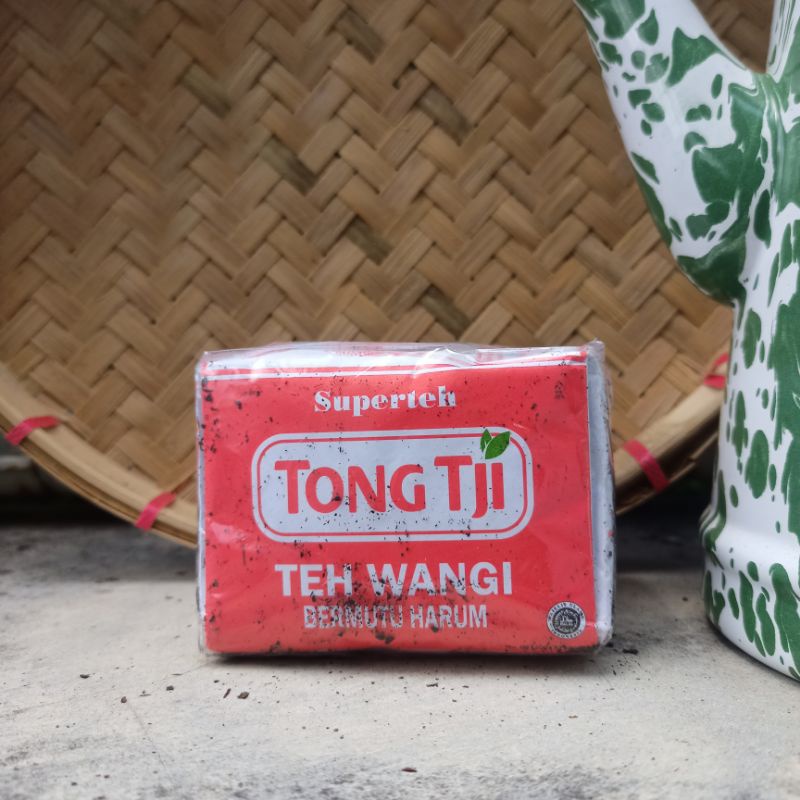 Superteh
TONG TJI
TEH WANGI
BERMUTU HARUM